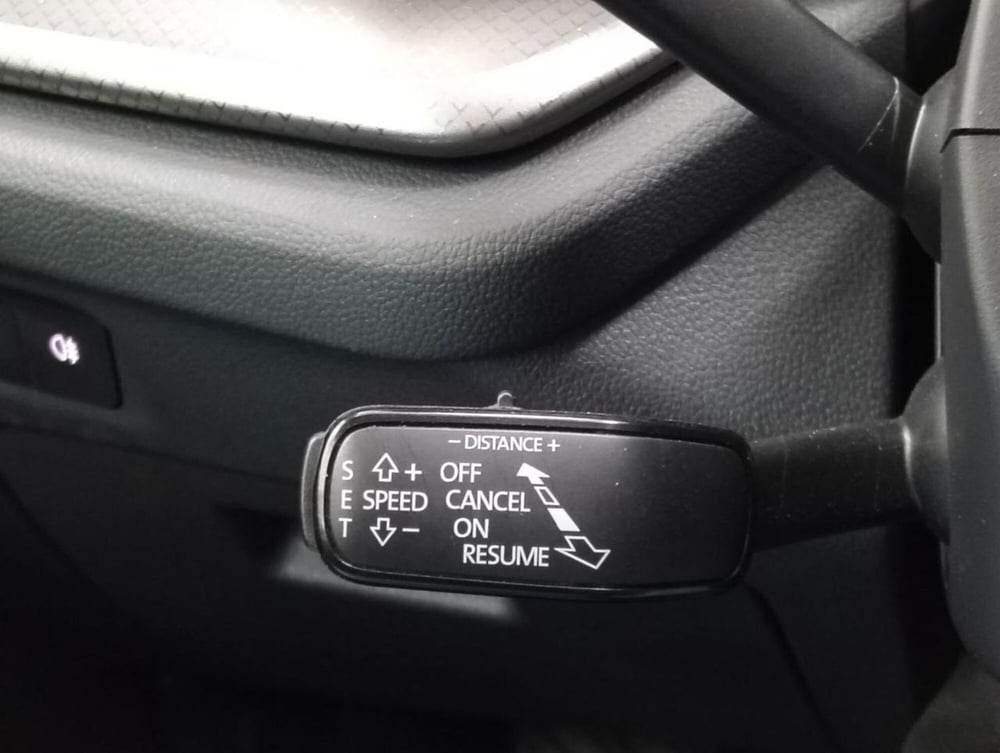 – DISTANCE +
S ⇧ + OFF
E SPEED CANCEL
T ⇩ – ON
RESUME